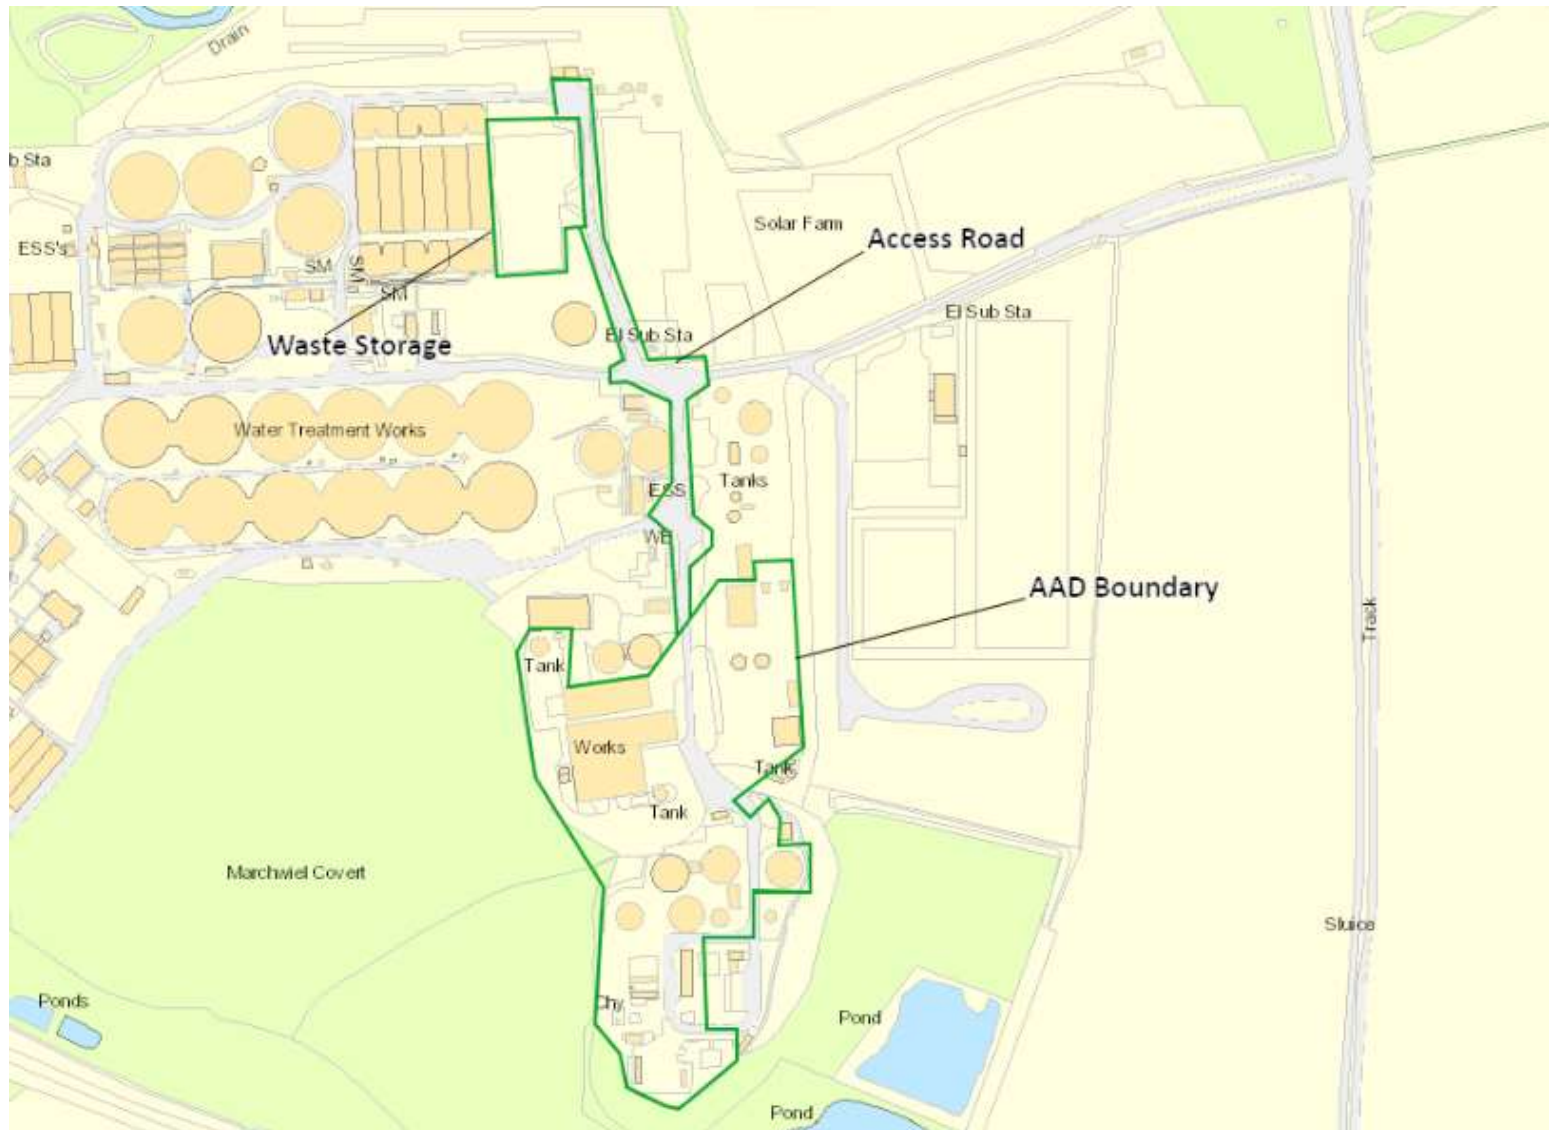 Drain
b Sta
Solar Farm
Access Road
ESS's
SM
SM
SM
El Sub Sta
El Sub Sta
Waste Storage
Water Treatment Works
Tanks
ESS
WB
AAD Boundary
Track
Tank
Works
Tank
Tank
Marchwiel Covert
Sluice
Ponds
Chy
Pond
Pond